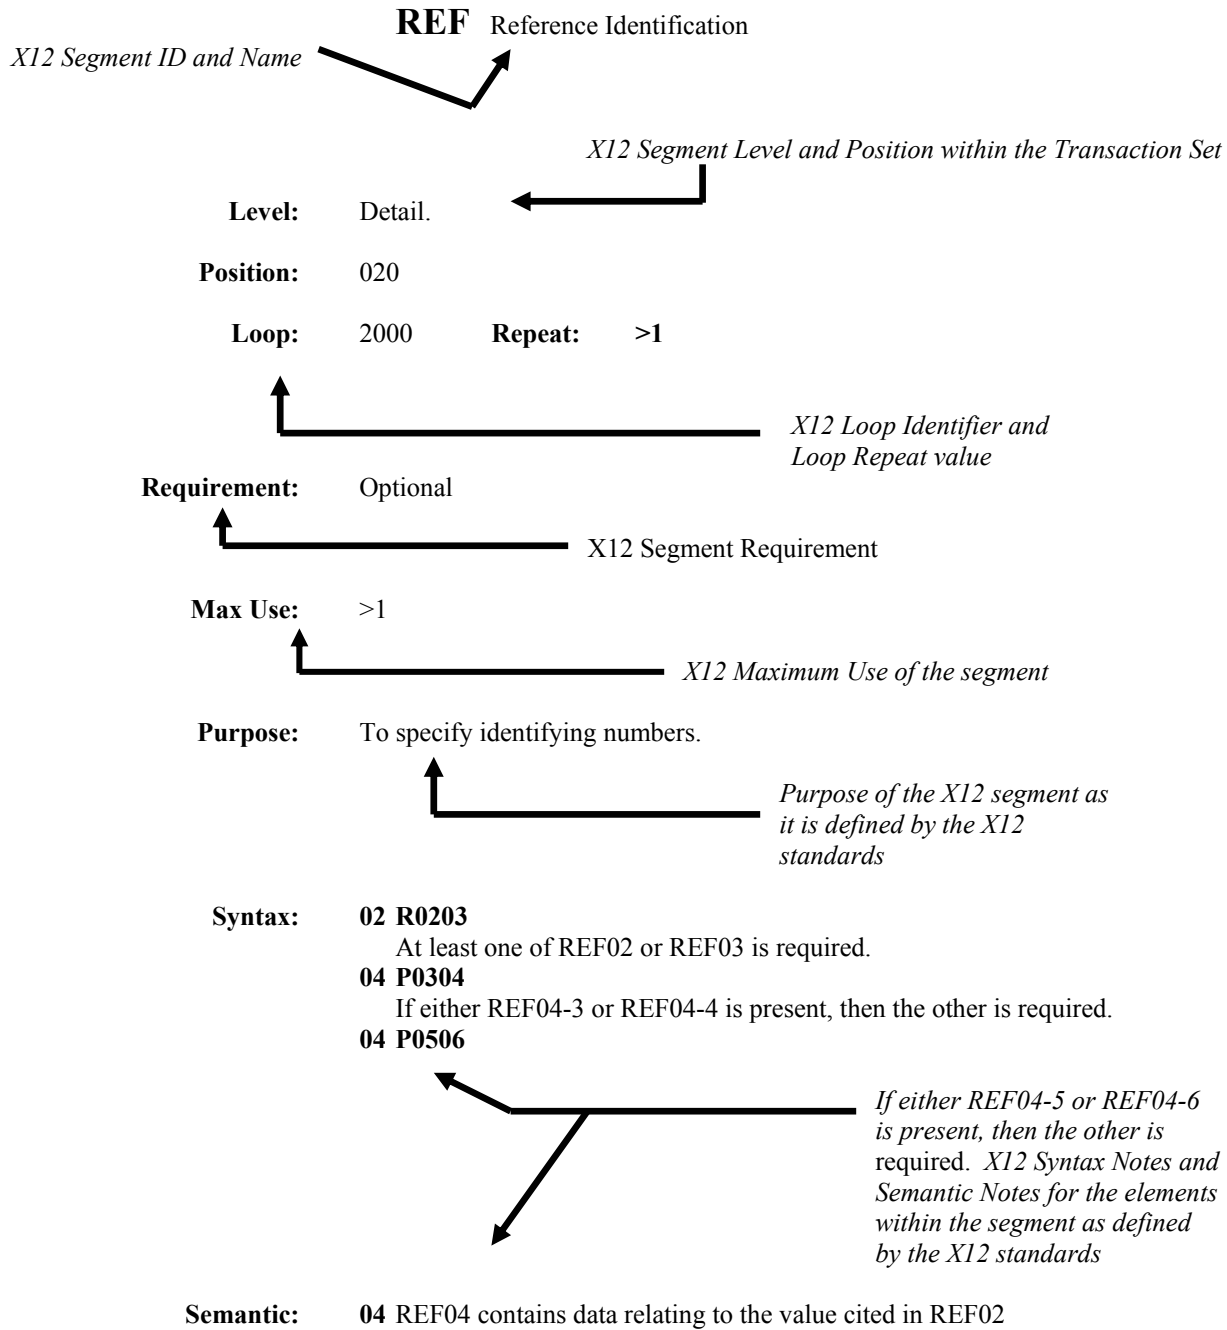 REF Reference Identification
X12 Segment ID and Name
X12 Segment Level and Position within the Transaction Set
Level: Detail.
Position: 020
Loop: 2000 Repeat: >1
X12 Loop Identifier and
Loop Repeat value
Requirement: Optional
X12 Segment Requirement
Max Use: >1
X12 Maximum Use of the segment
Purpose: To specify identifying numbers.
Purpose of the X12 segment as
it is defined by the X12
standards
Syntax: 02 R0203
At least one of REF02 or REF03 is required.
04 P0304
If either REF04-3 or REF04-4 is present, then the other is required.
04 P0506
If either REF04-5 or REF04-6
is present, then the other is
required. X12 Syntax Notes and
Semantic Notes for the elements
within the segment as defined
by the X12 standards
Semantic: 04 REF04 contains data relating to the value cited in REF02